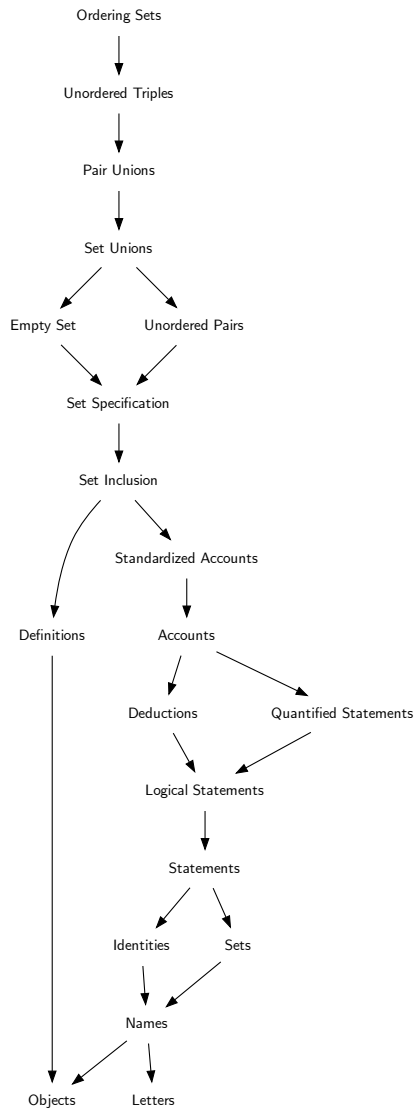 Ordering Sets
Unordered Triples
Pair Unions
Set Unions
Empty Set
Unordered Pairs
Set Specification
Set Inclusion
Standardized Accounts
Definitions
Accounts
Deductions
Quantified Statements
Logical Statements
Statements
Identities
Sets
Names
Objects
Letters